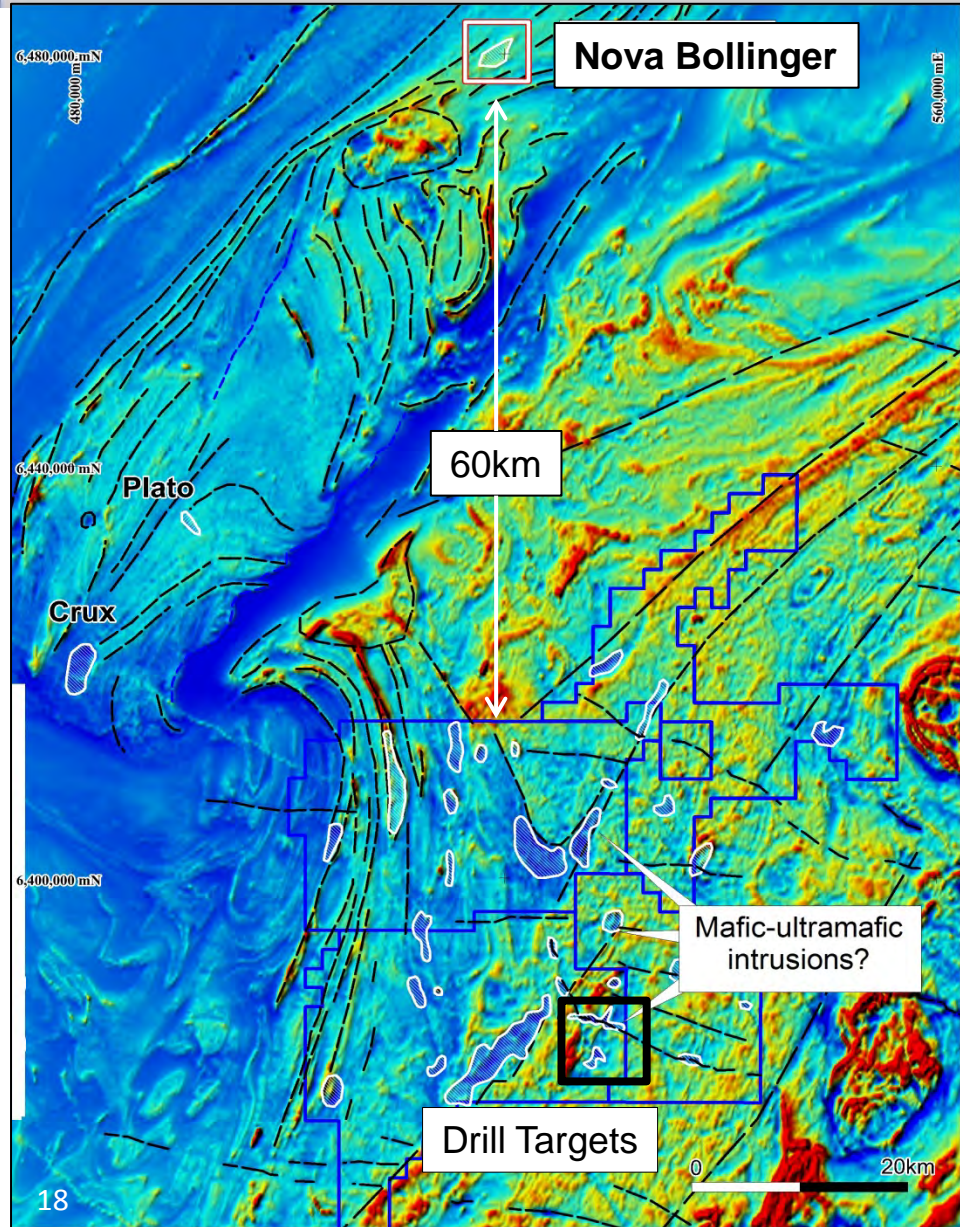 6,480,000 mN
480,000 mE
Nova Bollinger
560,000 mE
60km
6,440,000 mN
Plato
Crux
6,400,000 mN
Mafic-ultramafic
intrusions?
Drill Targets
0
20km
18